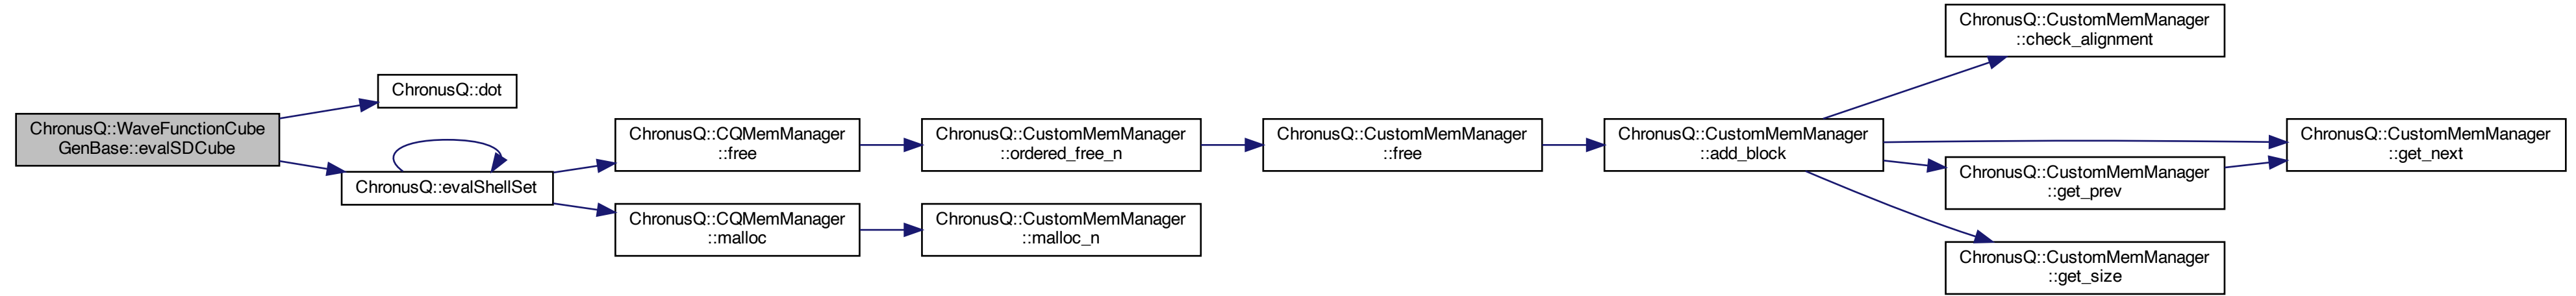 ChronusQ::WaveFunctionCube
GenBase::evalSDCube
ChronusQ::dot
ChronusQ::evalShellSet
ChronusQ::CQMemManager
::free
ChronusQ::CQMemManager
::malloc
ChronusQ::CustomMemManager
::ordered_free_n
ChronusQ::CustomMemManager
::malloc_n
ChronusQ::CustomMemManager
::free
ChronusQ::CustomMemManager
::add_block
ChronusQ::CustomMemManager
::check_alignment
ChronusQ::CustomMemManager
::get_prev
ChronusQ::CustomMemManager
::get_size
ChronusQ::CustomMemManager
::get_next